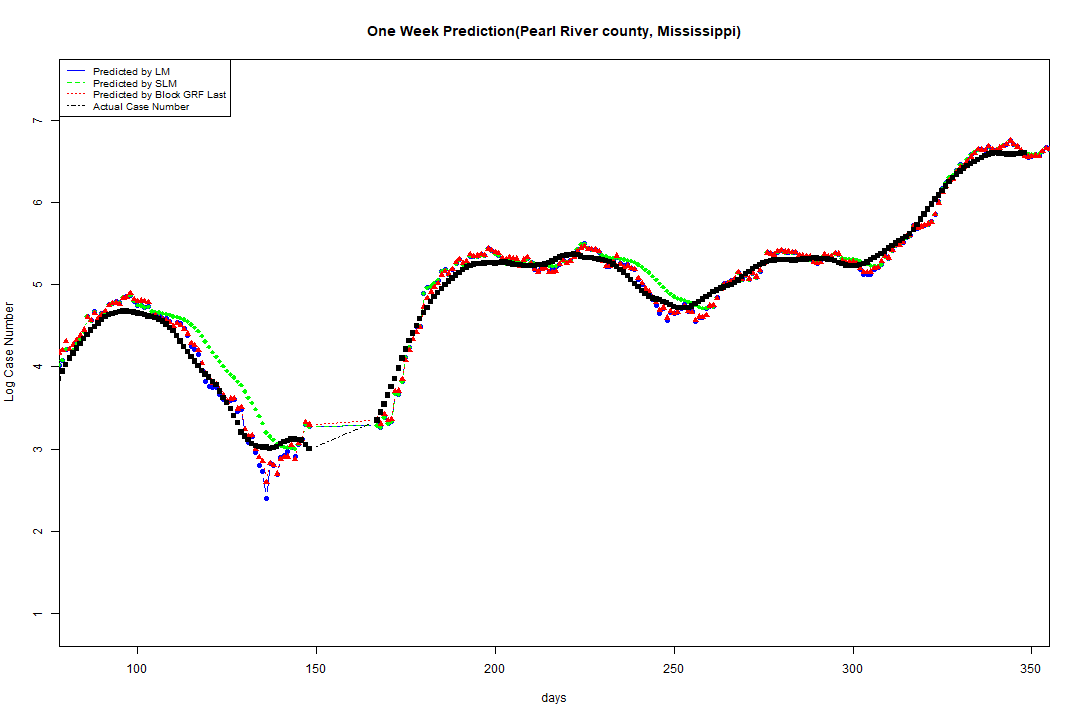 One Week Prediction(Pearl River county, Mississippi)
Predicted by LM
Predicted by SLM
Predicted by Block GRF Last
Actual Case Number
7
6
5
4
3
2
1
Log Case Number
100 150 200 250 300 350
days